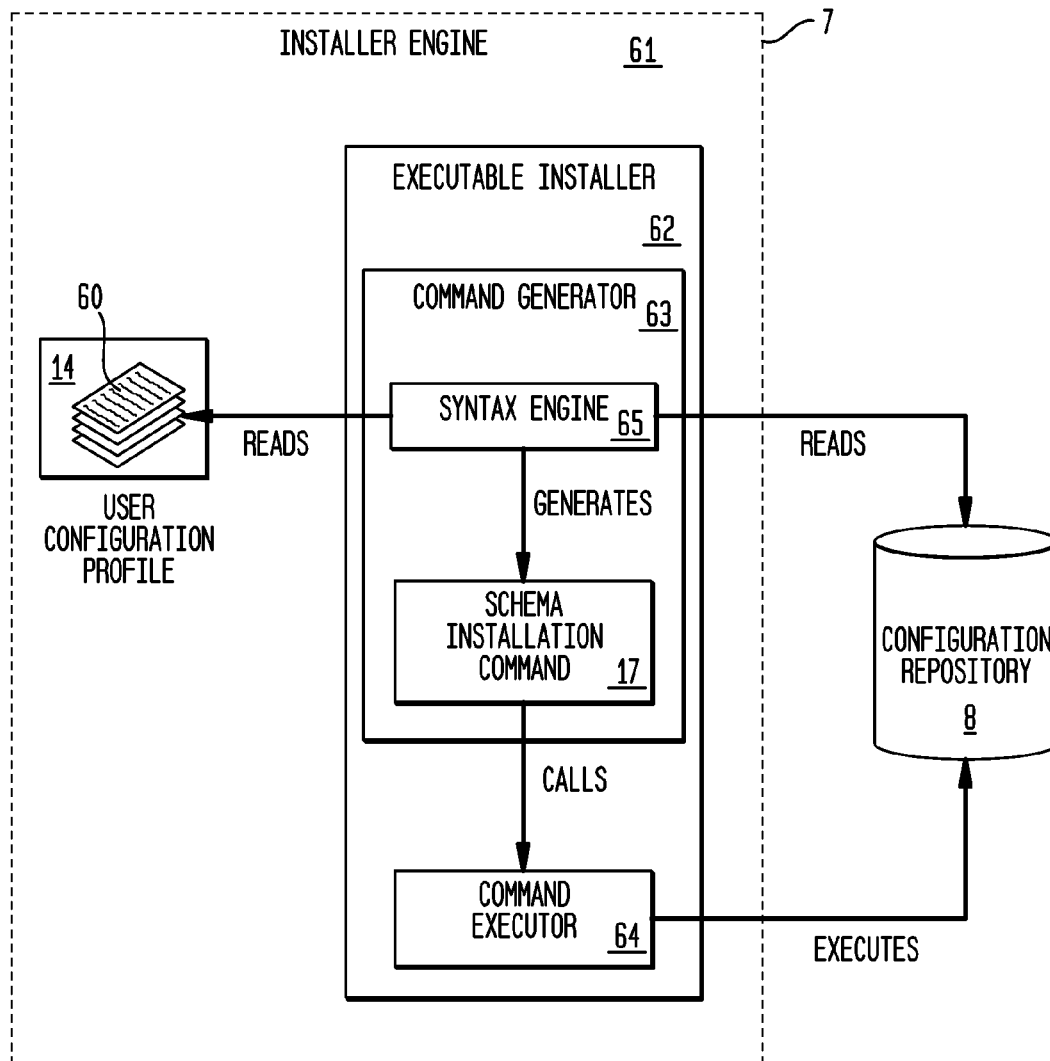 INSTALLER ENGINE
61
7
EXECUTABLE INSTALLER
62
COMMAND GENERATOR
63
60
14
SYNTAX ENGINE
65
READS
READS
USER
CONFIGURATION
PROFILE
GENERATES
SCHEMA
INSTALLATION
COMMAND
17
CONFIGURATION
REPOSITORY
8
CALLS
COMMAND
EXECUTOR
64
EXECUTES